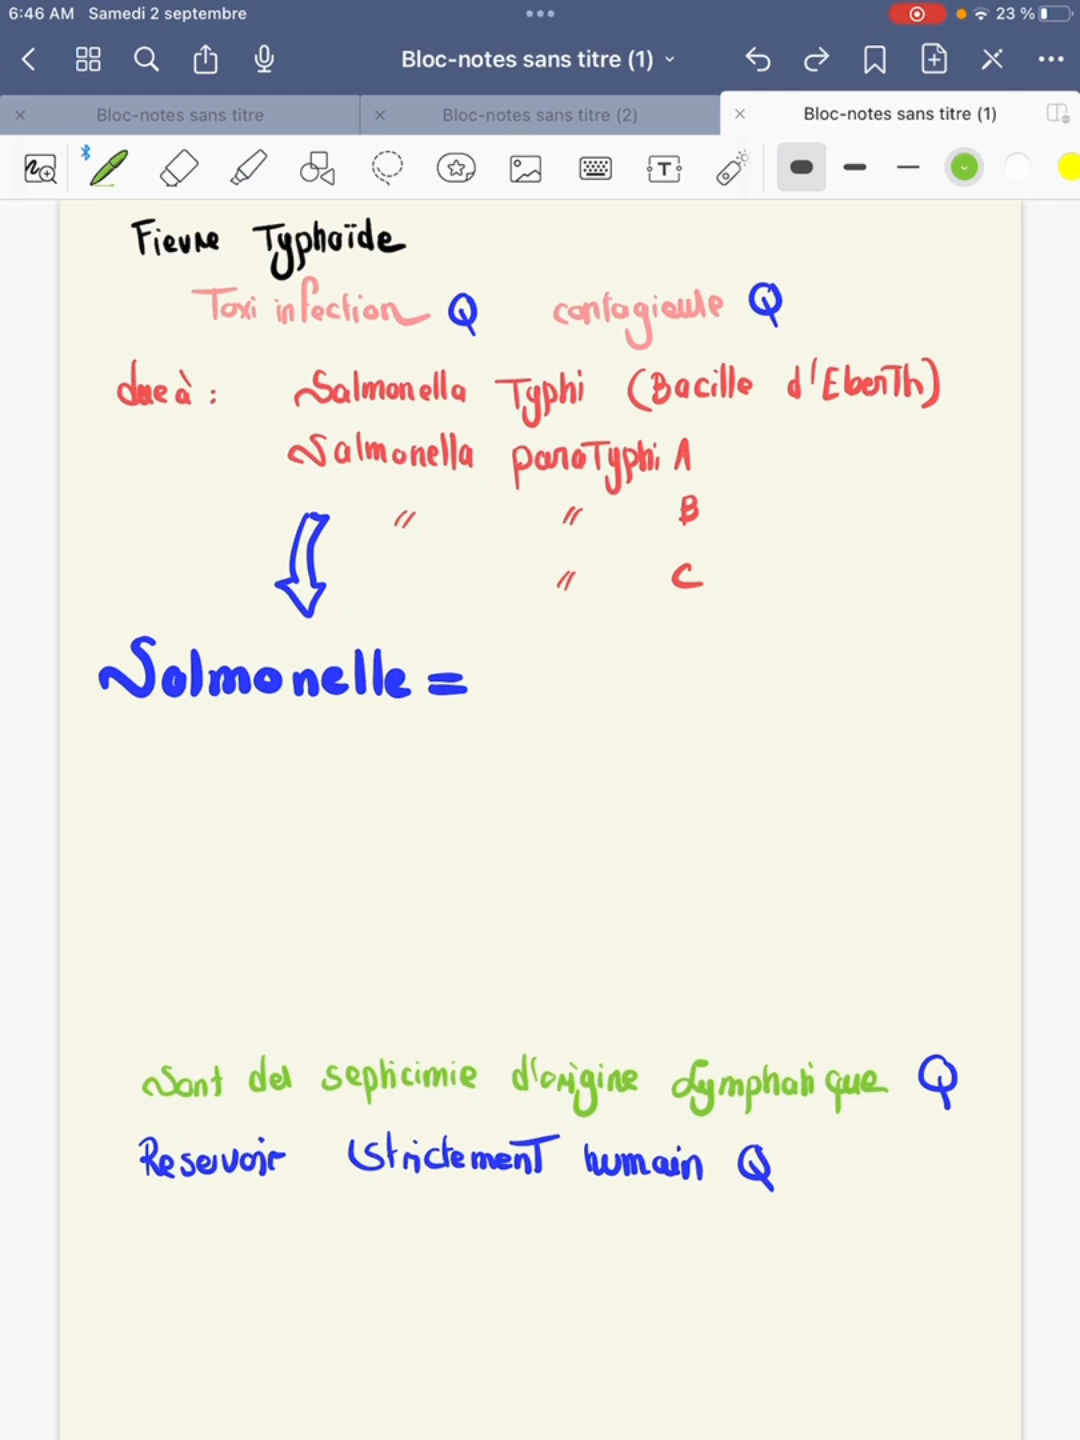 6:46 AM Samedi 2 septembre 23 %
Bloc-notes sans titre (1)
Bloc-notes sans titre Bloc-notes sans titre (2) Bloc-notes sans titre (1)
T
Fievre Typhoïde
Toxi infection Q contagieuse Q
due à : Salmonella Typhi (Bacille d'EberTh)
Salmonella paraTyphi A
" " B
" C
Salmonelle =
Sont des septicimie d'origine Lymphatique Q
Reservoir strictement humain Q